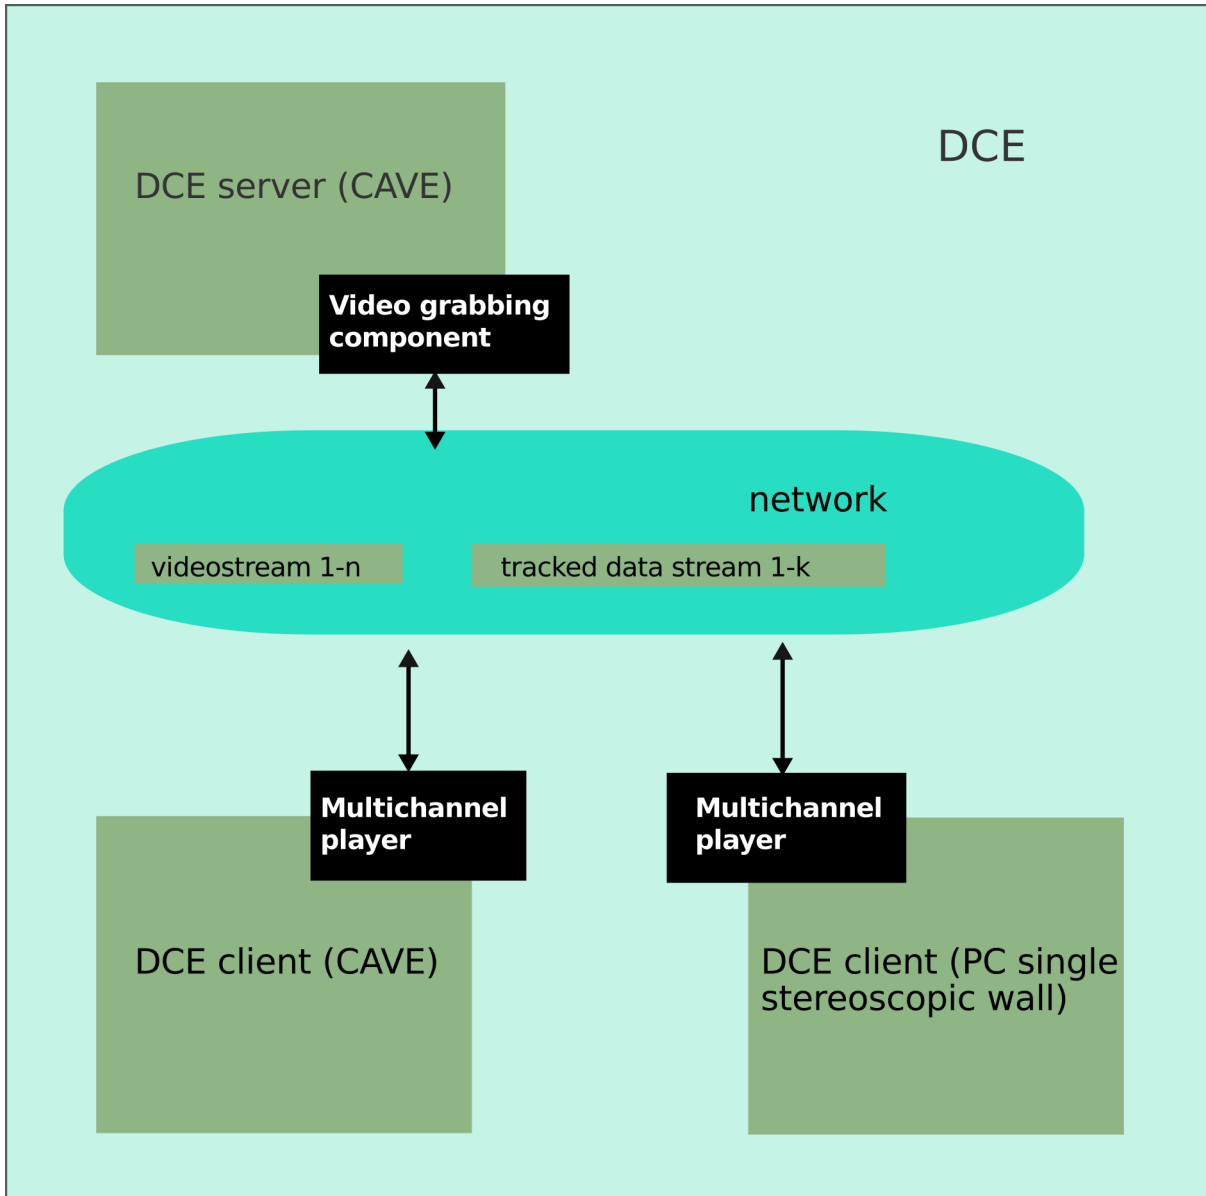 DCE
DCE server (CAVE)
Video grabbing
component
network
videostream 1-n
tracked data stream 1-k
Multichannel
player
Multichannel
player
DCE client (CAVE)
DCE client (PC single
stereoscopic wall)